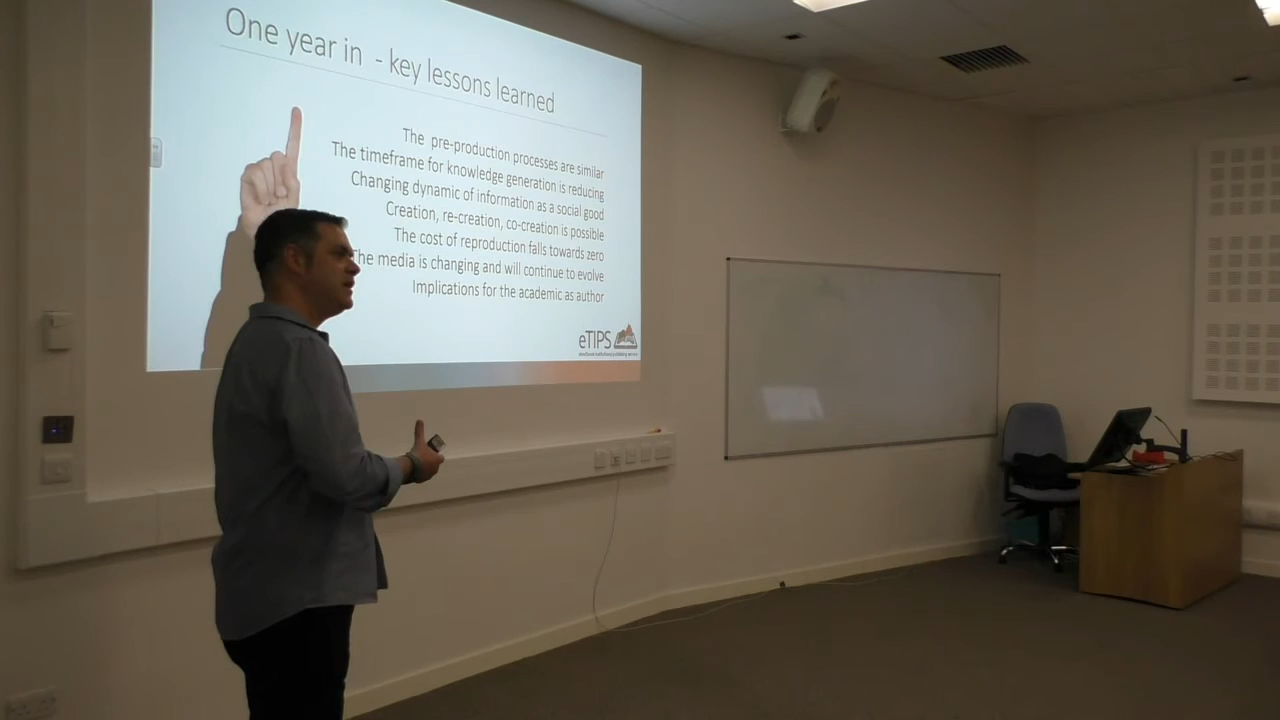 One year in - key lessons learned
The pre-production processes are similar
The timeframe for knowledge generation is reducing
Changing dynamic of information as a social good
Creation, re-creation, co-creation is possible
The cost of reproduction falls towards zero
The media is changing and will continue to evolve
Implications for the academic as author
eTIPS